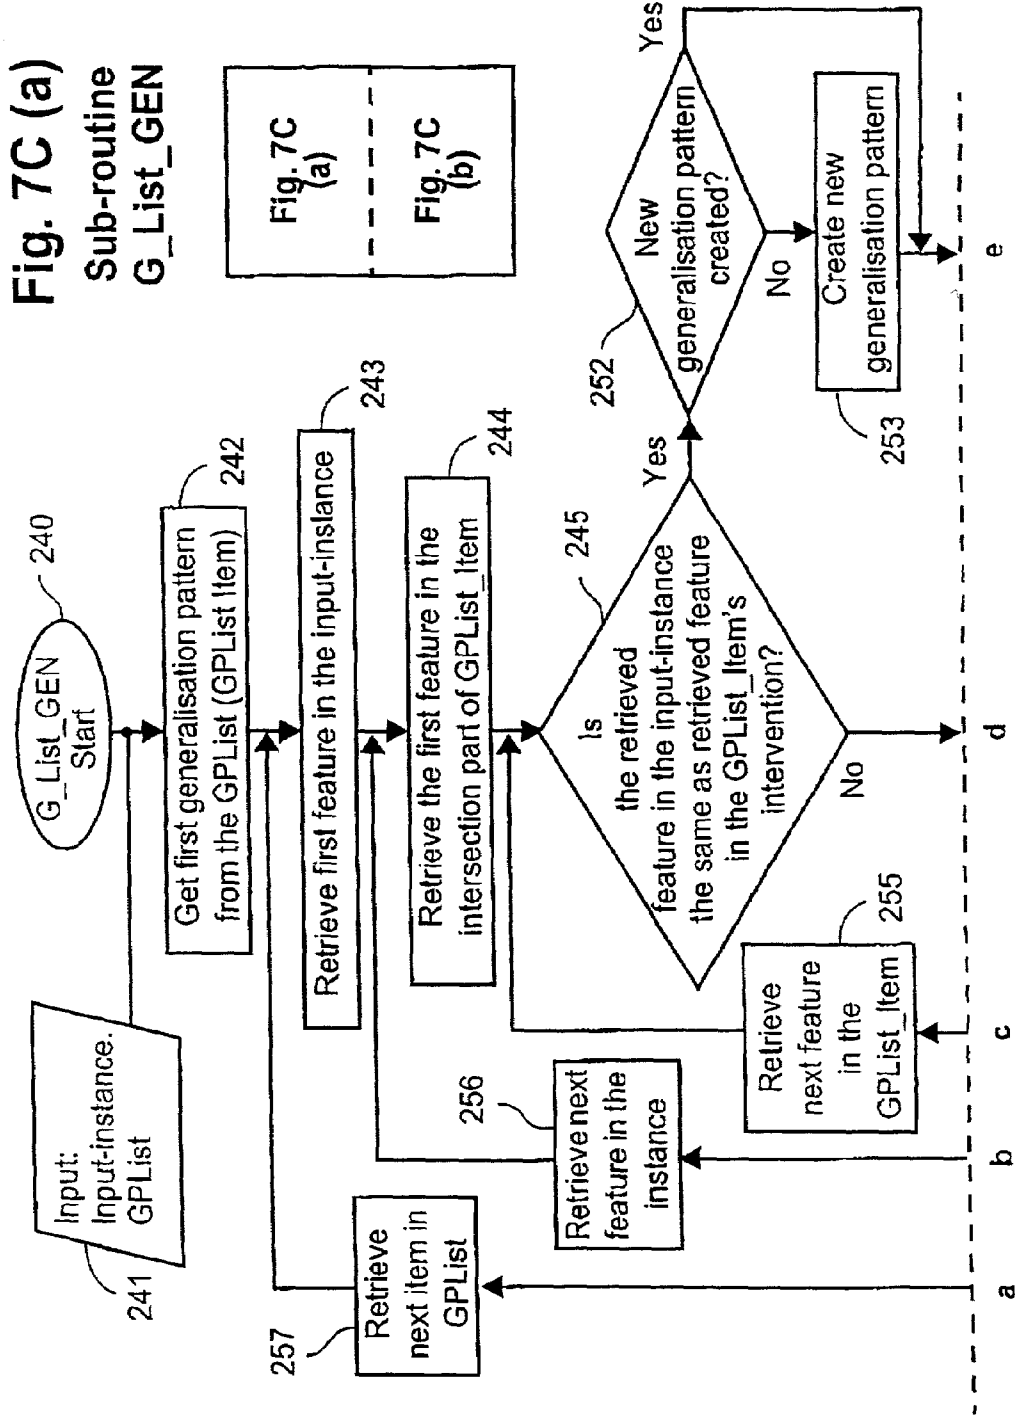 Fig. 7C (a)
Sub-routine
G_List_GEN
Fig. 7C
(a)
Fig. 7C
(b)
G_List_GEN
Start
240
Input:
Input-instance.
GPList
241
Get first generalisation pattern
from the GPList (GPList Item)
242
Retrieve first feature in the input-instance
243
Retrieve the first feature in the
intersection part of GPList_Item
244
Is
the retrieved
feature in the input-instance
the same as retrieved feature
in the GPList_Item's
intervention?
245
Yes
No
New
generalisation pattern
created?
252
Yes
No
Create new
generalisation pattern
253
Retrieve
next feature
in the
GPList_Item
255
Retrieve next
feature in the
instance
256
Retrieve
next item in
GPList
257
a
b
c
d
e